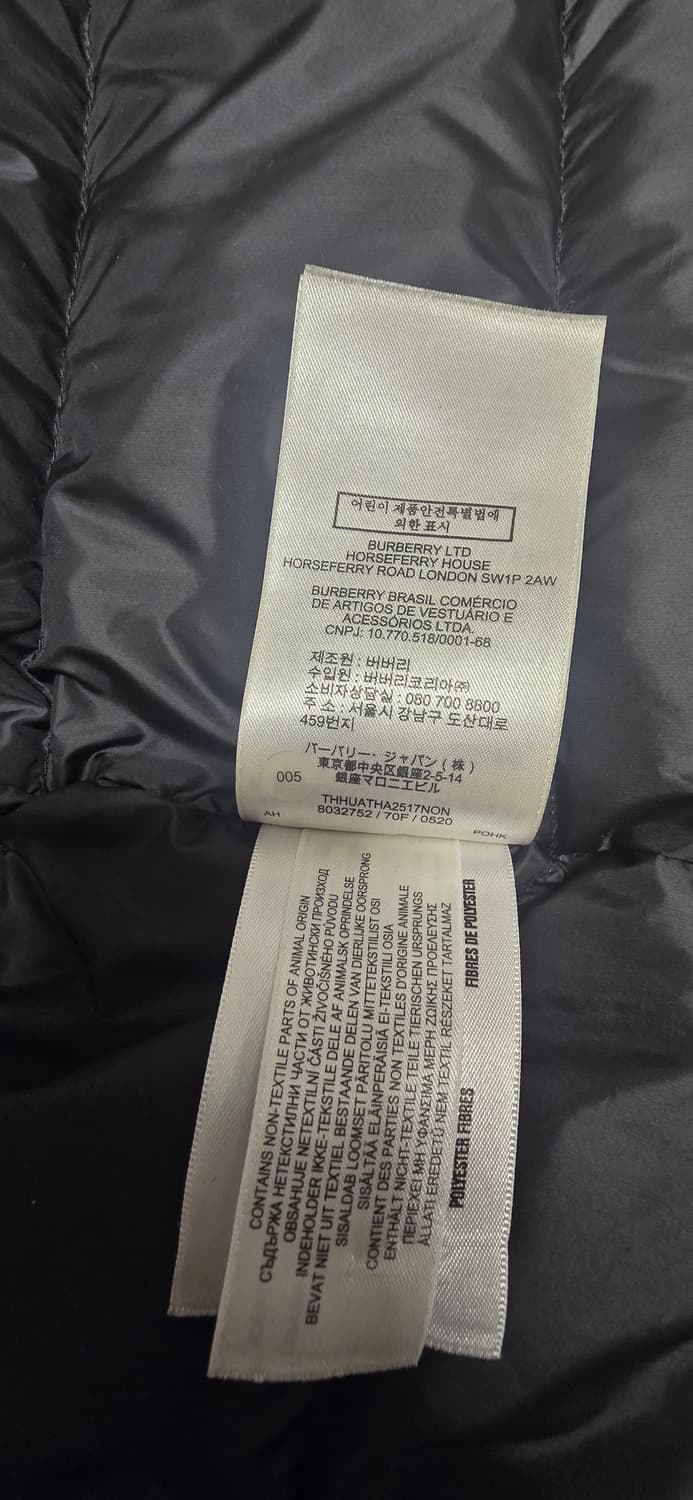 어린이 제품안전특별법에
의한 표시
BURBERRY LTD
HORSEFERRY HOUSE
HORSEFERRY ROAD LONDON SW1P 2AW
BURBERRY BRASIL COMÉRCIO
DE ARTIGOS DE VESTUÁRIO E
ACESSÓRIOS LTDA.
CNPJ: 10.770.518/0001-68
제조원 : 버버리
수입원 : 버버리코리아㈜
소비자상담실 : 080 700 8800
주 소 : 서울시 강남구 도산대로
459번지
バーバリー・ジャパン(株)
東京都中央区銀座2-5-14
銀座マロニエビル
005
THHUATHA2517NON
8032752 / 70F / 0520
AH
POHK
CONTAINS NON-TEXTILE PARTS OF ANIMAL ORIGIN
СЪДЪРЖА НЕТЕКСТИЛНИ ЧАСТИ ОТ ЖИВОТИНСКИ ПРОИЗХОД
OBSAHUJE NETEXTILNÍ ČÁSTI ŽIVOČIŠNÉHO PŮVODU
INDEHOLDER IKKE-TEKSTILE DELE AF ANIMALSK OPRINDELSE
BEVAT NIET UIT TEXTIEL BESTAANDE DELEN VAN DIERLIJKE OORSPRONG
SISALDAB LOOMSET PÄRITOLU MITTETEKSTIILIST OSI
SISÄLTÄÄ ELÄINPERÄISIÄ EI-TEKSTIILI OSIA
CONTIENT DES PARTIES NON TEXTILES D'ORIGINE ANIMALE
ENTHÄLT NICHT-TEXTILE TEILE TIERISCHEN URSPRUNGS
ΠΕΡΙΕΧΕΙ ΜΗ ΥΦΑΝΣΙΜΑ ΜΕΡΗ ΖΩΙΚΗΣ ΠΡΟΕΛΕΥΣΗΣ
ÁLLATI EREDETŰ NEM TEXTIL RÉSZEKET TARTALMAZ
POLYESTER FIBRES
FIBRES DE POLYESTER